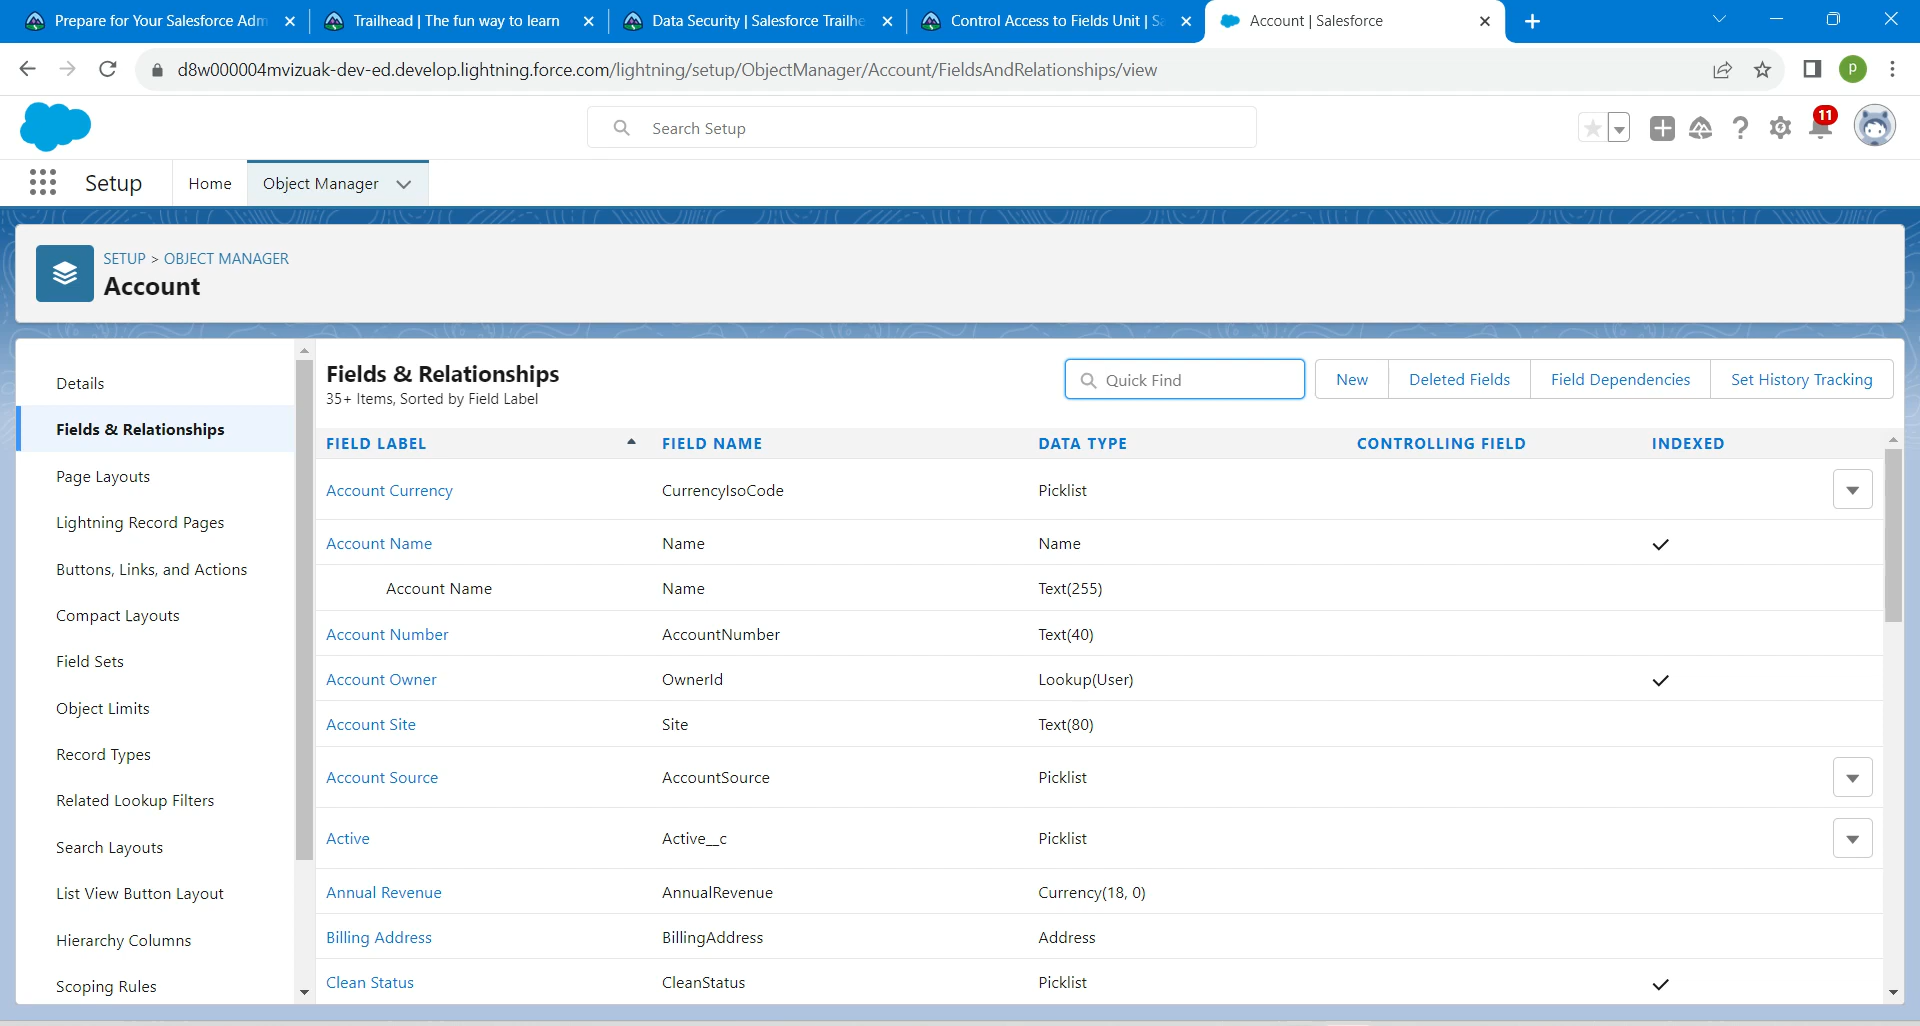 Prepare for Your Salesforce Adm
Trailhead | The fun way to learn
Data Security | Salesforce Trailhe
Control Access to Fields Unit | Sa
Account | Salesforce
d8w000004mvizuak-dev-ed.develop.lightning.force.com/lightning/setup/ObjectManager/Account/FieldsAndRelationships/view
P
Search Setup
11
Setup
Home
Object Manager
SETUP > OBJECT MANAGER
Account
Details
Fields & Relationships
Page Layouts
Lightning Record Pages
Buttons, Links, and Actions
Compact Layouts
Field Sets
Object Limits
Record Types
Related Lookup Filters
Search Layouts
List View Button Layout
Hierarchy Columns
Scoping Rules
Fields & Relationships
35+ Items, Sorted by Field Label
Quick Find
New
Deleted Fields
Field Dependencies
Set History Tracking
FIELD LABEL FIELD NAME DATA TYPE CONTROLLING FIELD INDEXED
Account Currency CurrencyIsoCode Picklist
Account Name Name Name
Account Name Name Text(255)
Account Number AccountNumber Text(40)
Account Owner OwnerId Lookup(User)
Account Site Site Text(80)
Account Source AccountSource Picklist
Active Active__c Picklist
Annual Revenue AnnualRevenue Currency(18, 0)
Billing Address BillingAddress Address
Clean Status CleanStatus Picklist